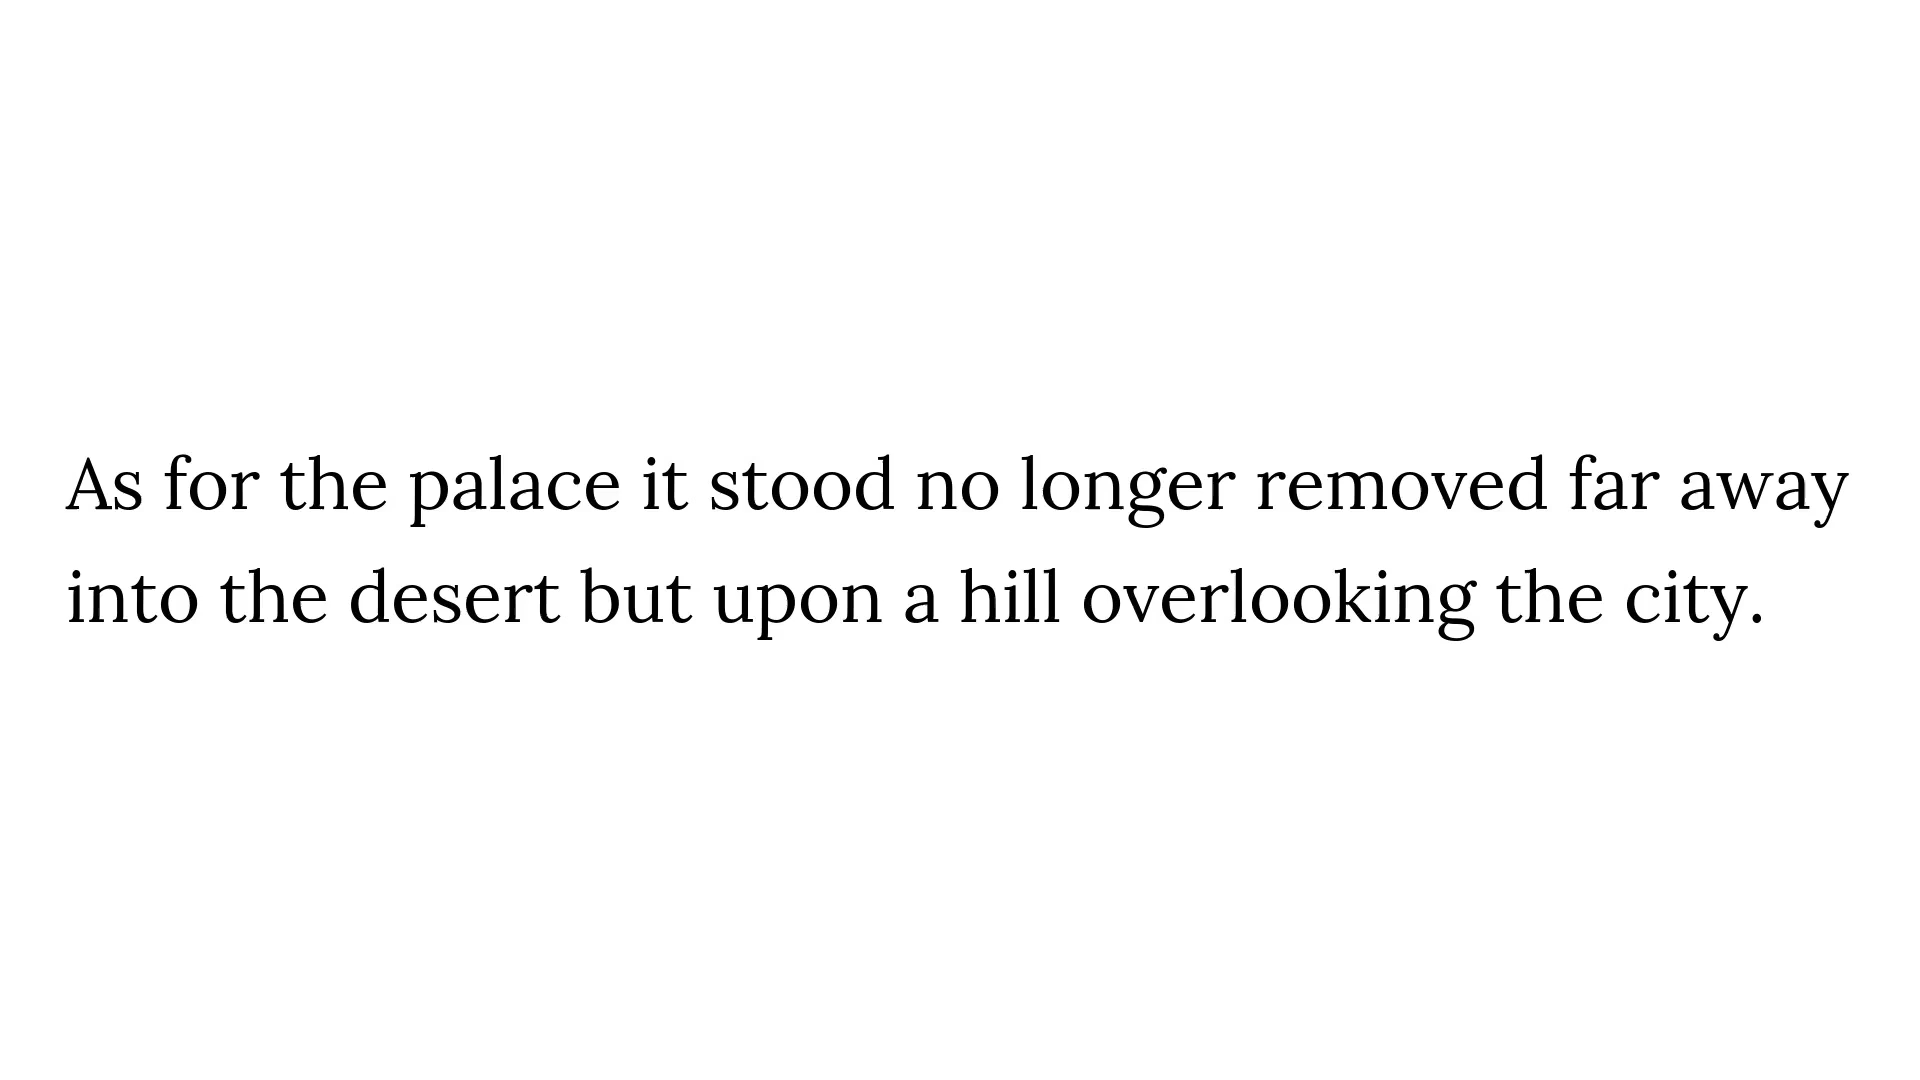 As for the palace it stood no longer removed far away
into the desert but upon a hill overlooking the city.